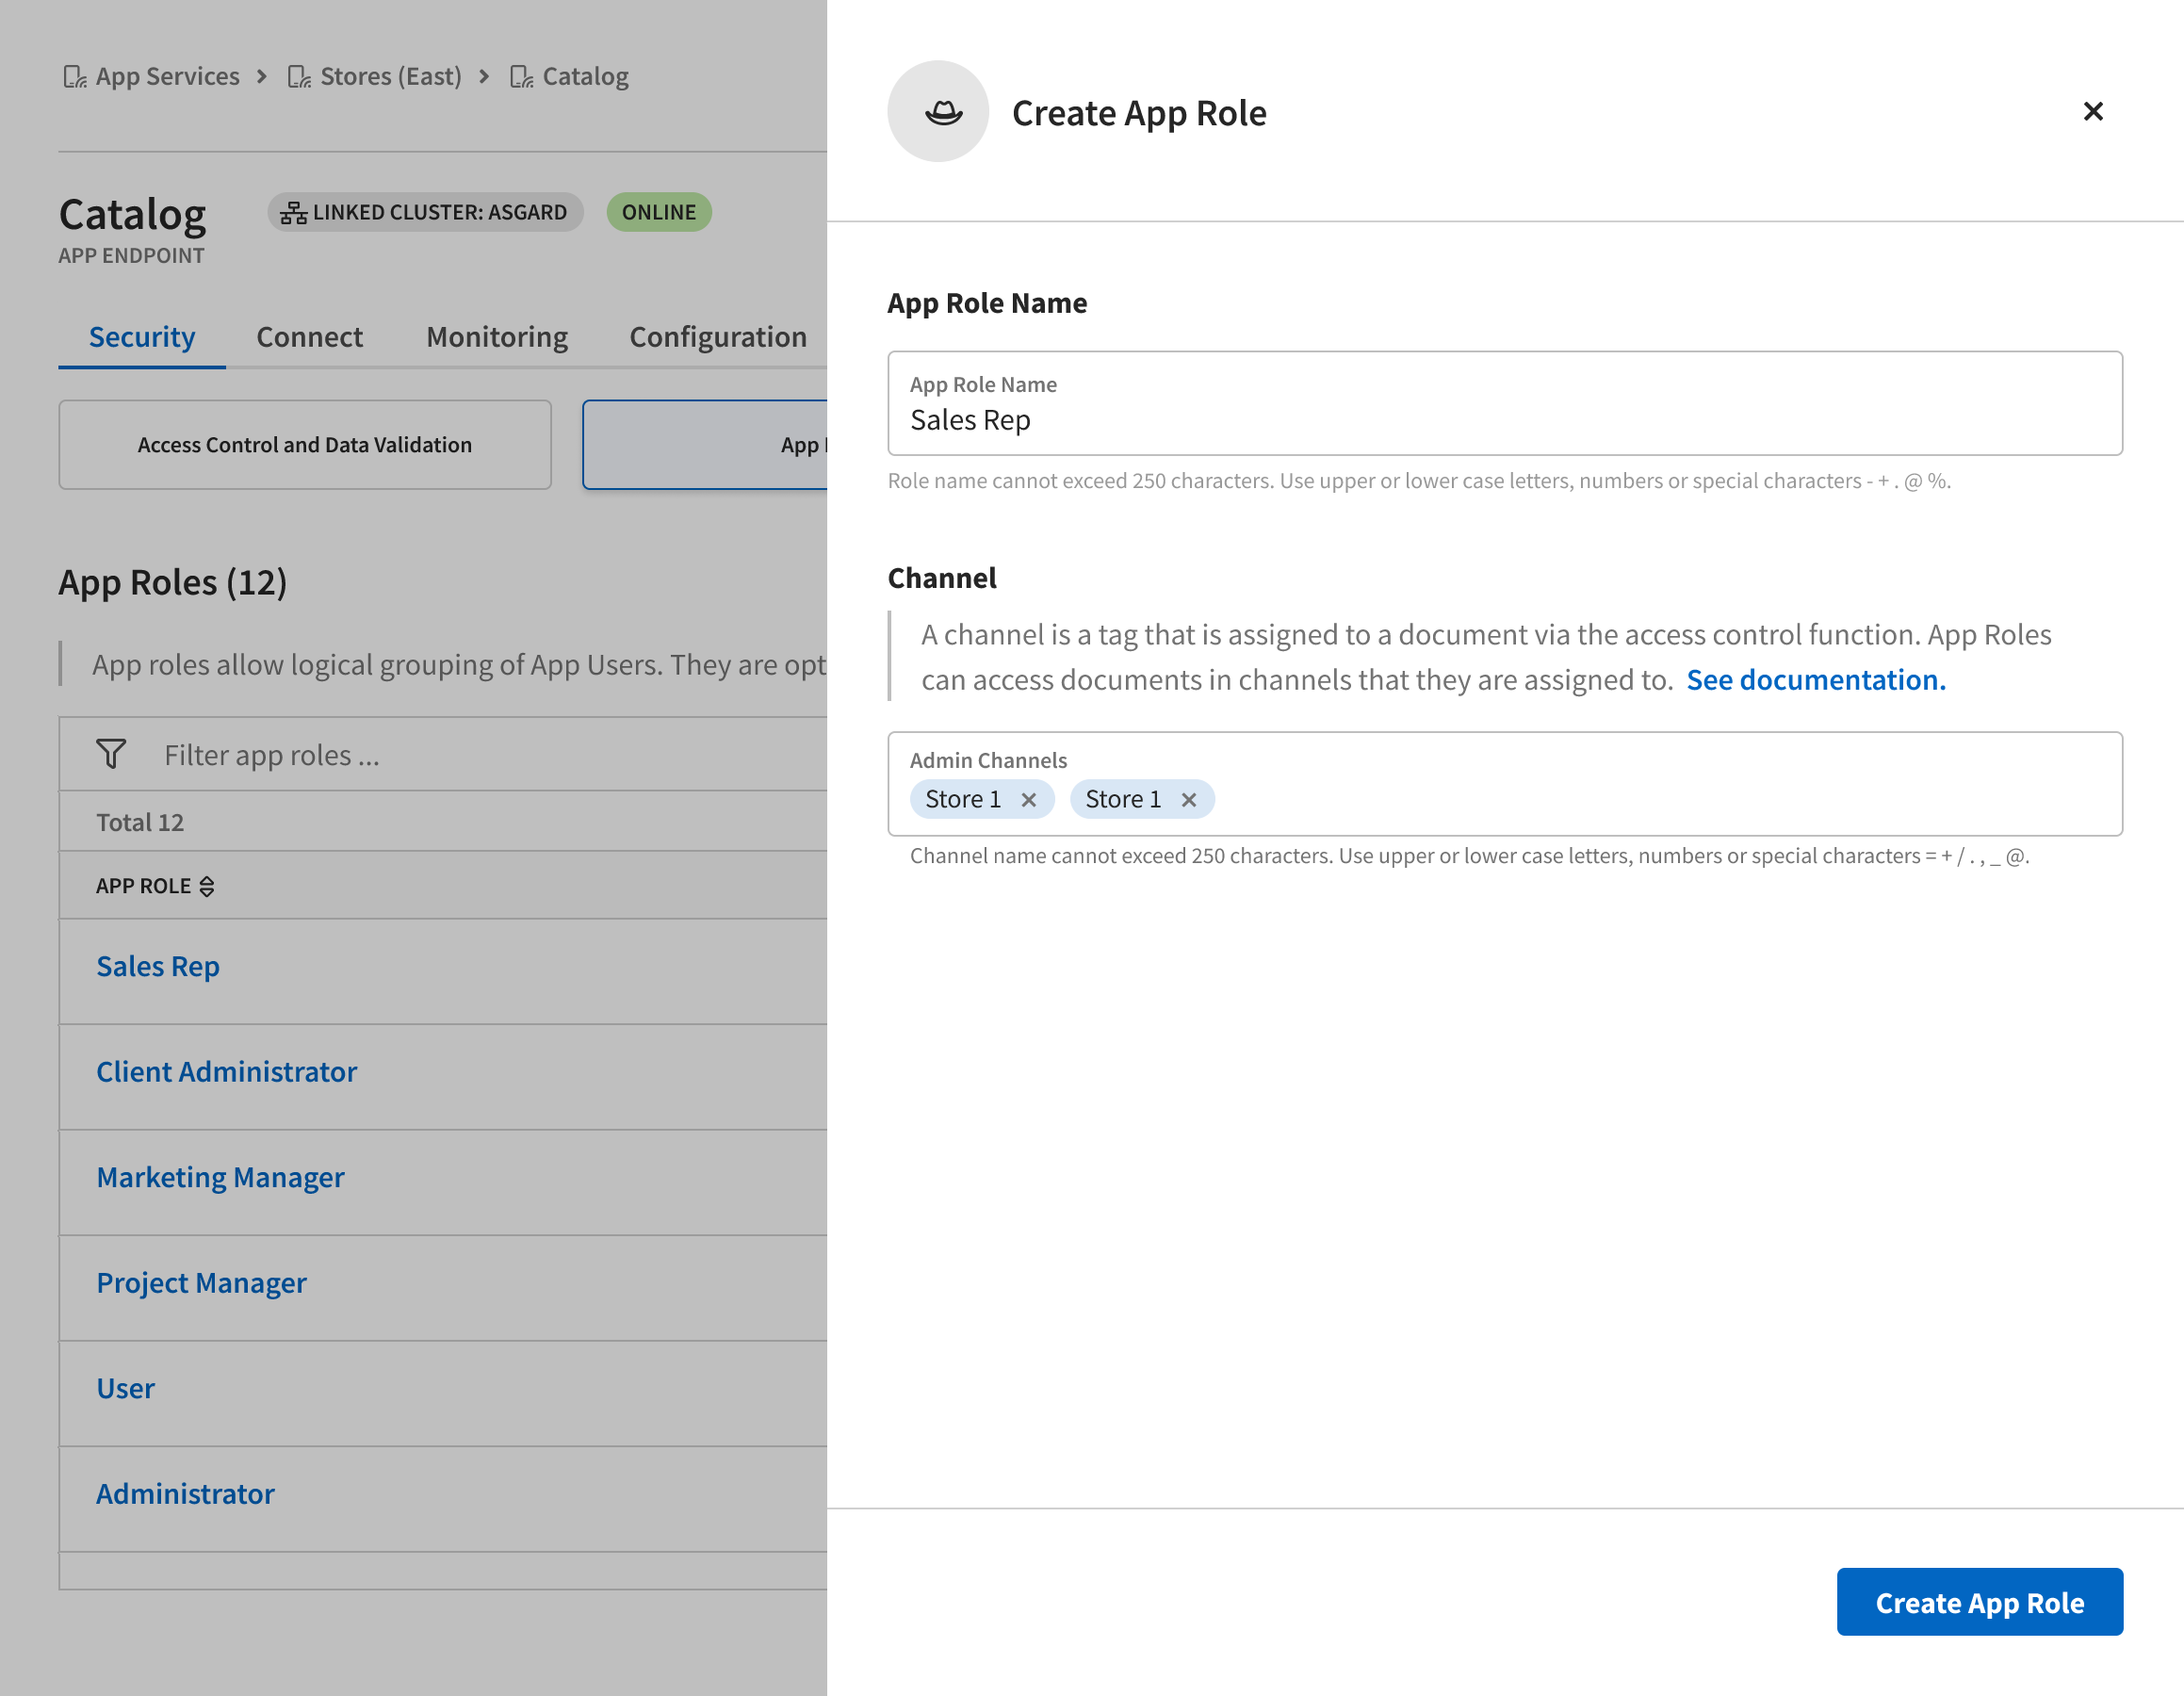 App Services > Stores (East) > Catalog
Catalog
LINKED CLUSTER: ASGARD
ONLINE
APP ENDPOINT
Security
Connect
Monitoring
Configuration
Access Control and Data Validation
App
App Roles (12)
App roles allow logical grouping of App Users. They are opt
Filter app roles ...
Total 12
APP ROLE
Sales Rep
Client Administrator
Marketing Manager
Project Manager
User
Administrator
Create App Role
App Role Name
App Role Name
Sales Rep
Role name cannot exceed 250 characters. Use upper or lower case letters, numbers or special characters - + . @ %.
Channel
A channel is a tag that is assigned to a document via the access control function. App Roles
can access documents in channels that they are assigned to. See documentation.
Admin Channels
Store 1
Store 1
Channel name cannot exceed 250 characters. Use upper or lower case letters, numbers or special characters = + / . , _ @.
Create App Role